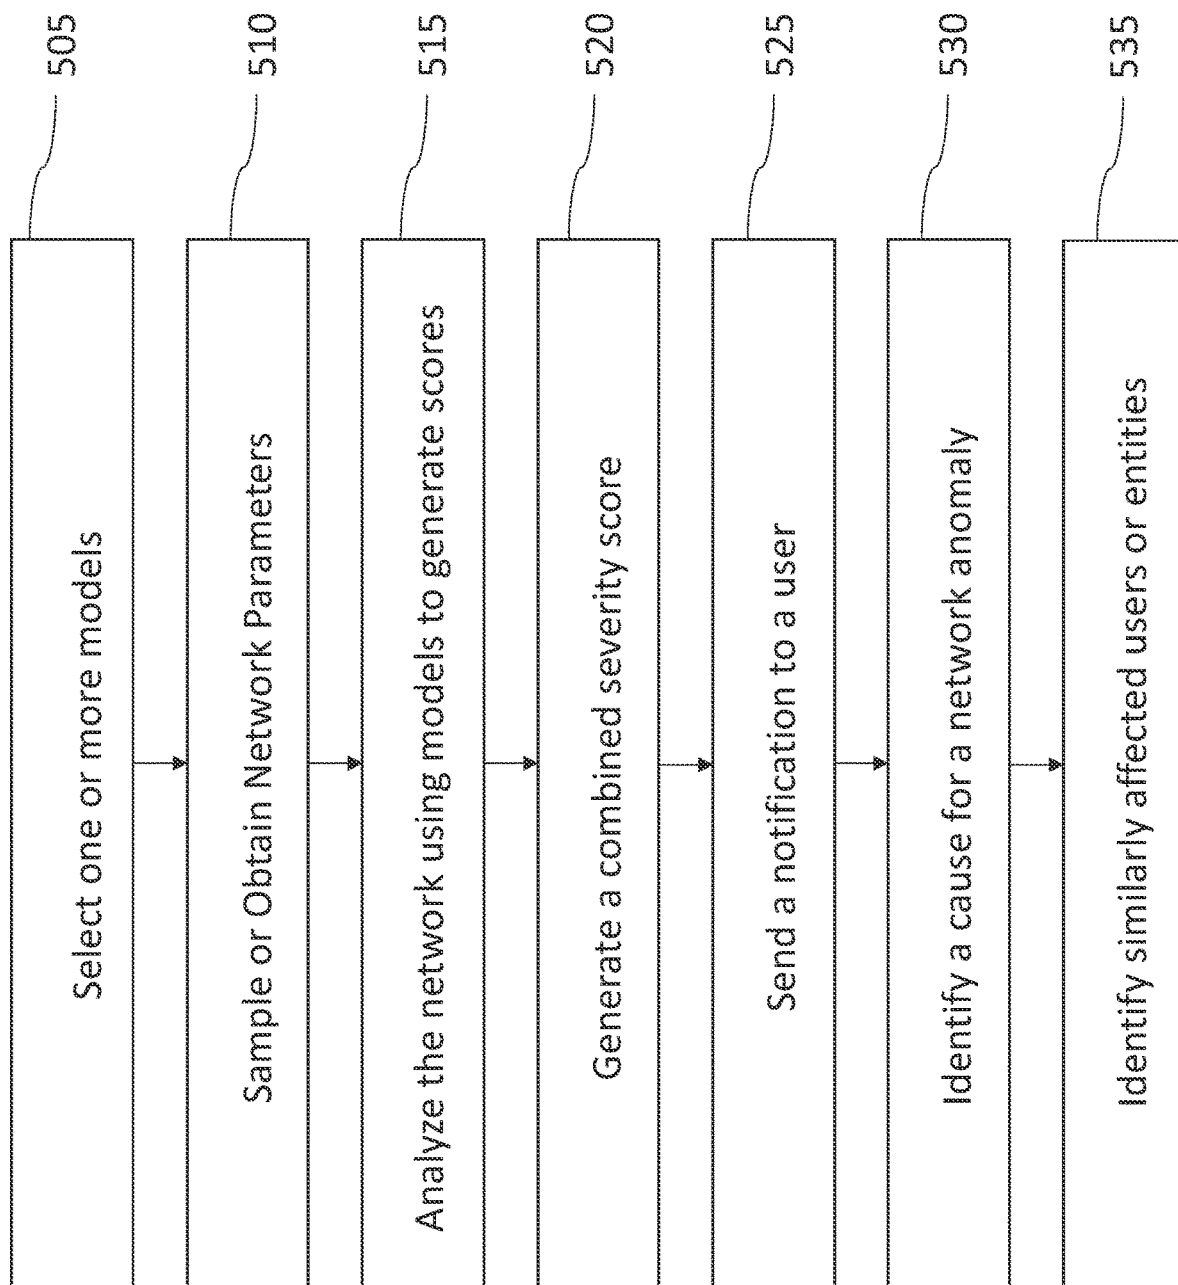 505
Select one or more models
510
Sample or Obtain Network Parameters
515
Analyze the network using models to generate scores
520
Generate a combined severity score
525
Send a notification to a user
530
Identify a cause for a network anomaly
535
Identify similarly affected users or entities